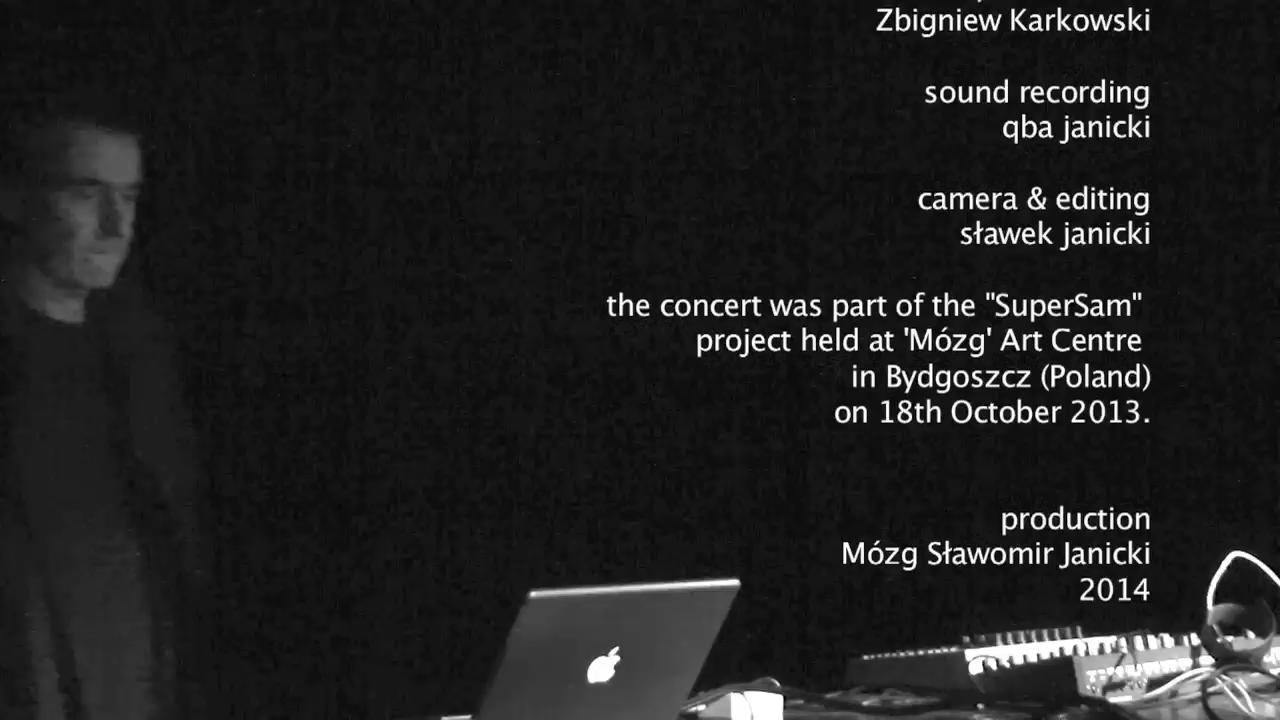 Zbigniew Karkowski
sound recording
qba janicki
camera & editing
sławek janicki
the concert was part of the "SuperSam"
project held at 'Mózg' Art Centre
in Bydgoszcz (Poland)
on 18th October 2013.
production
Mózg Sławomir Janicki
2014